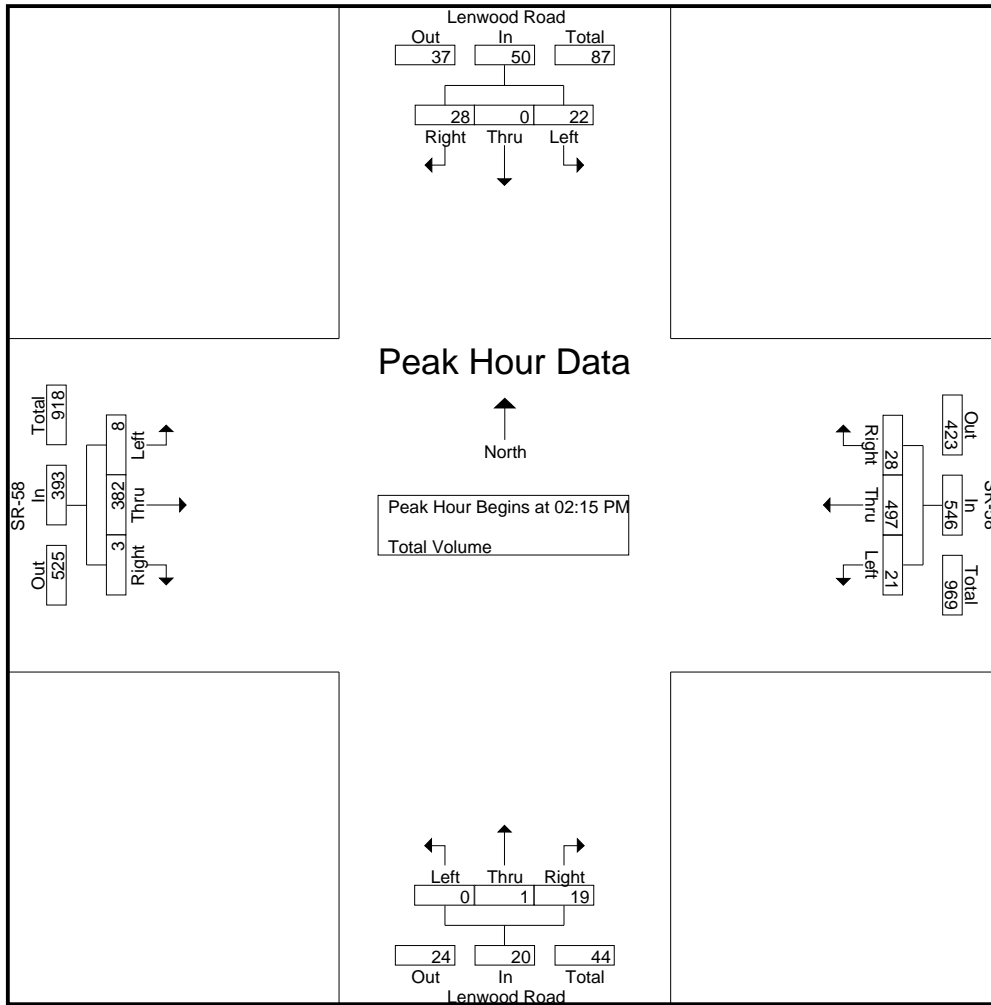 Lenwood Road
Out In Total
37 50 87
28 0 22
Right Thru Left
Peak Hour Data
North
Peak Hour Begins at 02:15 PM
Total Volume
SR-58
Total In Out
918 393 525
8 382 3
Left Thru Right
SR-58
Out In Total
423 546 969
28 497 21
Right Thru Left
Left Thru Right
0 1 19
24 20 44
Out In Total
Lenwood Road